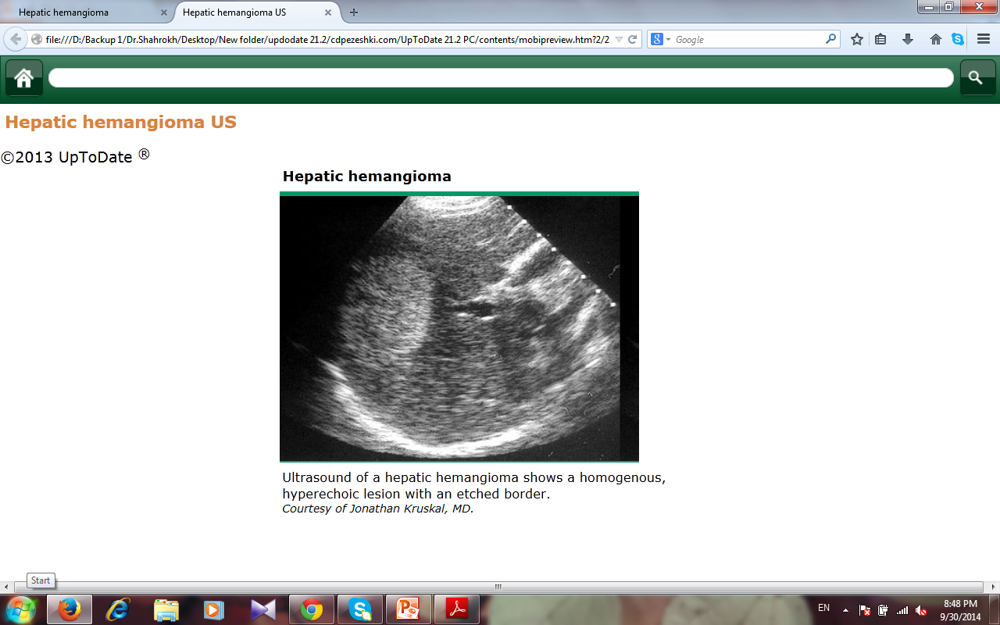 Hepatic hemangioma
Hepatic hemangioma US
file:///D:/Backup 1/Dr.Shahrokh/Desktop/New folder/updodate 21.2/cdpezeshki.com/UpToDate 21.2 PC/contents/mobipreview.htm?2/2
Google
Hepatic hemangioma US
©2013 UpToDate ®
Hepatic hemangioma
Ultrasound of a hepatic hemangioma shows a homogenous,
hyperechoic lesion with an etched border.
Courtesy of Jonathan Kruskal, MD.
Start
EN
8:48 PM
9/30/2014